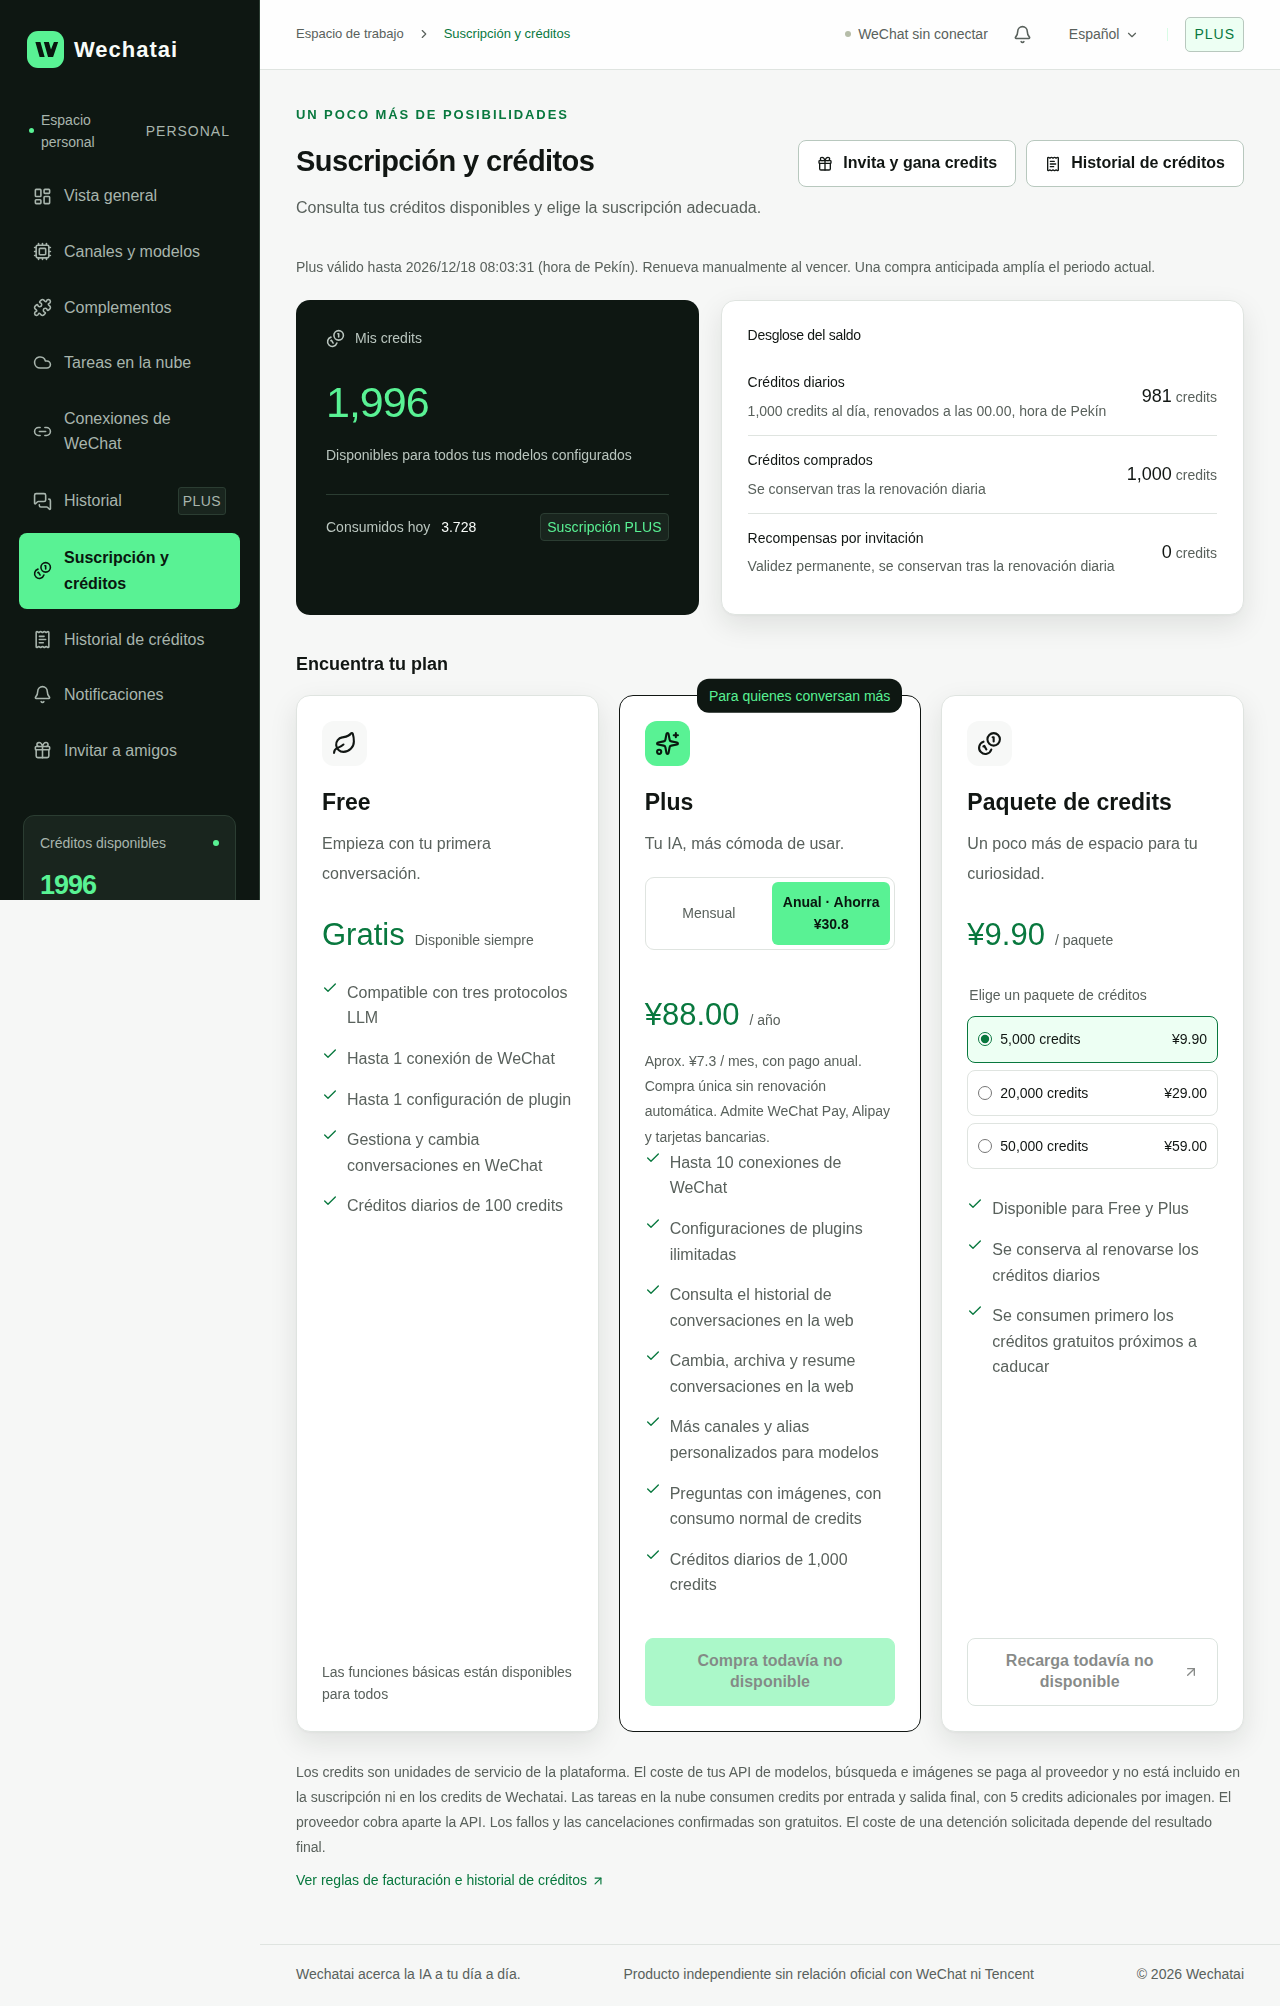 Wechatai
Espacio personal
PERSONAL
Vista general
Canales y modelos
Complementos
Tareas en la nube
Conexiones de
WeChat
Historial
PLUS
Suscripción y
créditos
Historial de créditos
Notificaciones
Invitar a amigos
Créditos disponibles
1996
Espacio de trabajo > Suscripción y créditos
WeChat sin conectar
Español
PLUS
UN POCO MÁS DE POSIBILIDADES
Suscripción y créditos
Invita y gana credits
Historial de créditos
Consulta tus créditos disponibles y elige la suscripción adecuada.
Plus válido hasta 2026/12/18 08:03:31 (hora de Pekín). Renueva manualmente al vencer. Una compra anticipada amplía el periodo actual.
Mis credits
1,996
Disponibles para todos tus modelos configurados
Consumidos hoy 3.728
Suscripción PLUS
Desglose del saldo
Créditos diarios
1,000 credits al día, renovados a las 00.00, hora de Pekín
981 credits
Créditos comprados
Se conservan tras la renovación diaria
1,000 credits
Recompensas por invitación
Validez permanente, se conservan tras la renovación diaria
0 credits
Encuentra tu plan
Free
Empieza con tu primera
conversación.
Gratis Disponible siempre
Compatible con tres protocolos
LLM
Hasta 1 conexión de WeChat
Hasta 1 configuración de plugin
Gestiona y cambia
conversaciones en WeChat
Créditos diarios de 100 credits
Las funciones básicas están disponibles
para todos
Para quienes conversan más
Plus
Tu IA, más cómoda de usar.
Mensual
Anual · Ahorra
¥30.8
¥88.00 / año
Aprox. ¥7.3 / mes, con pago anual.
Compra única sin renovación
automática. Admite WeChat Pay, Alipay
y tarjetas bancarias.
Hasta 10 conexiones de
WeChat
Configuraciones de plugins
ilimitadas
Consulta el historial de
conversaciones en la web
Cambia, archiva y resume
conversaciones en la web
Más canales y alias
personalizados para modelos
Preguntas con imágenes, con
consumo normal de credits
Créditos diarios de 1,000
credits
Compra todavía no
disponible
Paquete de credits
Un poco más de espacio para tu
curiosidad.
¥9.90 / paquete
Elige un paquete de créditos
5,000 credits ¥9.90
20,000 credits ¥29.00
50,000 credits ¥59.00
Disponible para Free y Plus
Se conserva al renovarse los
créditos diarios
Se consumen primero los
créditos gratuitos próximos a
caducar
Recarga todavía no
disponible
Los credits son unidades de servicio de la plataforma. El coste de tus API de modelos, búsqueda e imágenes se paga al proveedor y no está incluido en
la suscripción ni en los credits de Wechatai. Las tareas en la nube consumen credits por entrada y salida final, con 5 credits adicionales por imagen. El
proveedor cobra aparte la API. Los fallos y las cancelaciones confirmadas son gratuitos. El coste de una detención solicitada depende del resultado
final.
Ver reglas de facturación e historial de créditos
Wechatai acerca la IA a tu día a día.
Producto independiente sin relación oficial con WeChat ni Tencent
© 2026 Wechatai